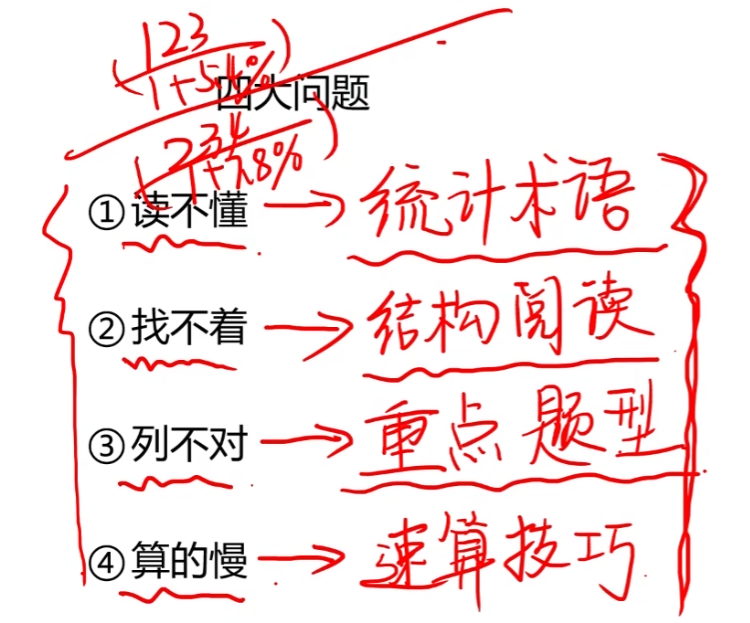 123
(1+5.4%)
四大问题
234
(1+7.8%)
①读不懂 → 统计术语
②找不着 → 结构阅读
③列不对 → 重点题型
④算的慢 → 速算技巧